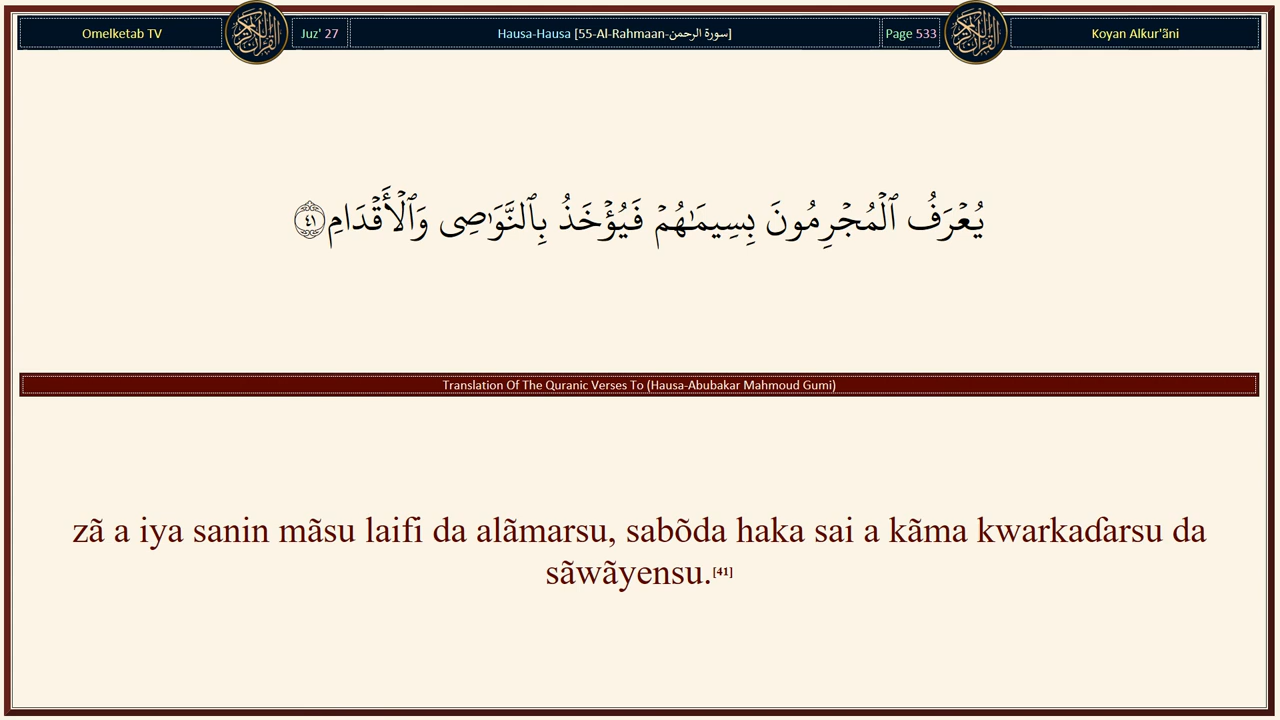 Omelketab TV
Juz' 27
Hausa-Hausa [55-Al-Rahmaan-سورة الرحمن]
Page 533
Koyan Alƙur'ãni
يُعۡرَفُ ٱلۡمُجۡرِمُونَ بِسِيمَٰهُمۡ فَيُؤۡخَذُ بِٱلنَّوَٰصِى وَٱلۡأَقۡدَامِ ٤١
Translation Of The Quranic Verses To (Hausa-Abubakar Mahmoud Gumi)
zã a iya sanin mãsu laifi da alãmarsu, sabõda haka sai a kãma kwarkaɗarsu da
sãwãyensu.[41]